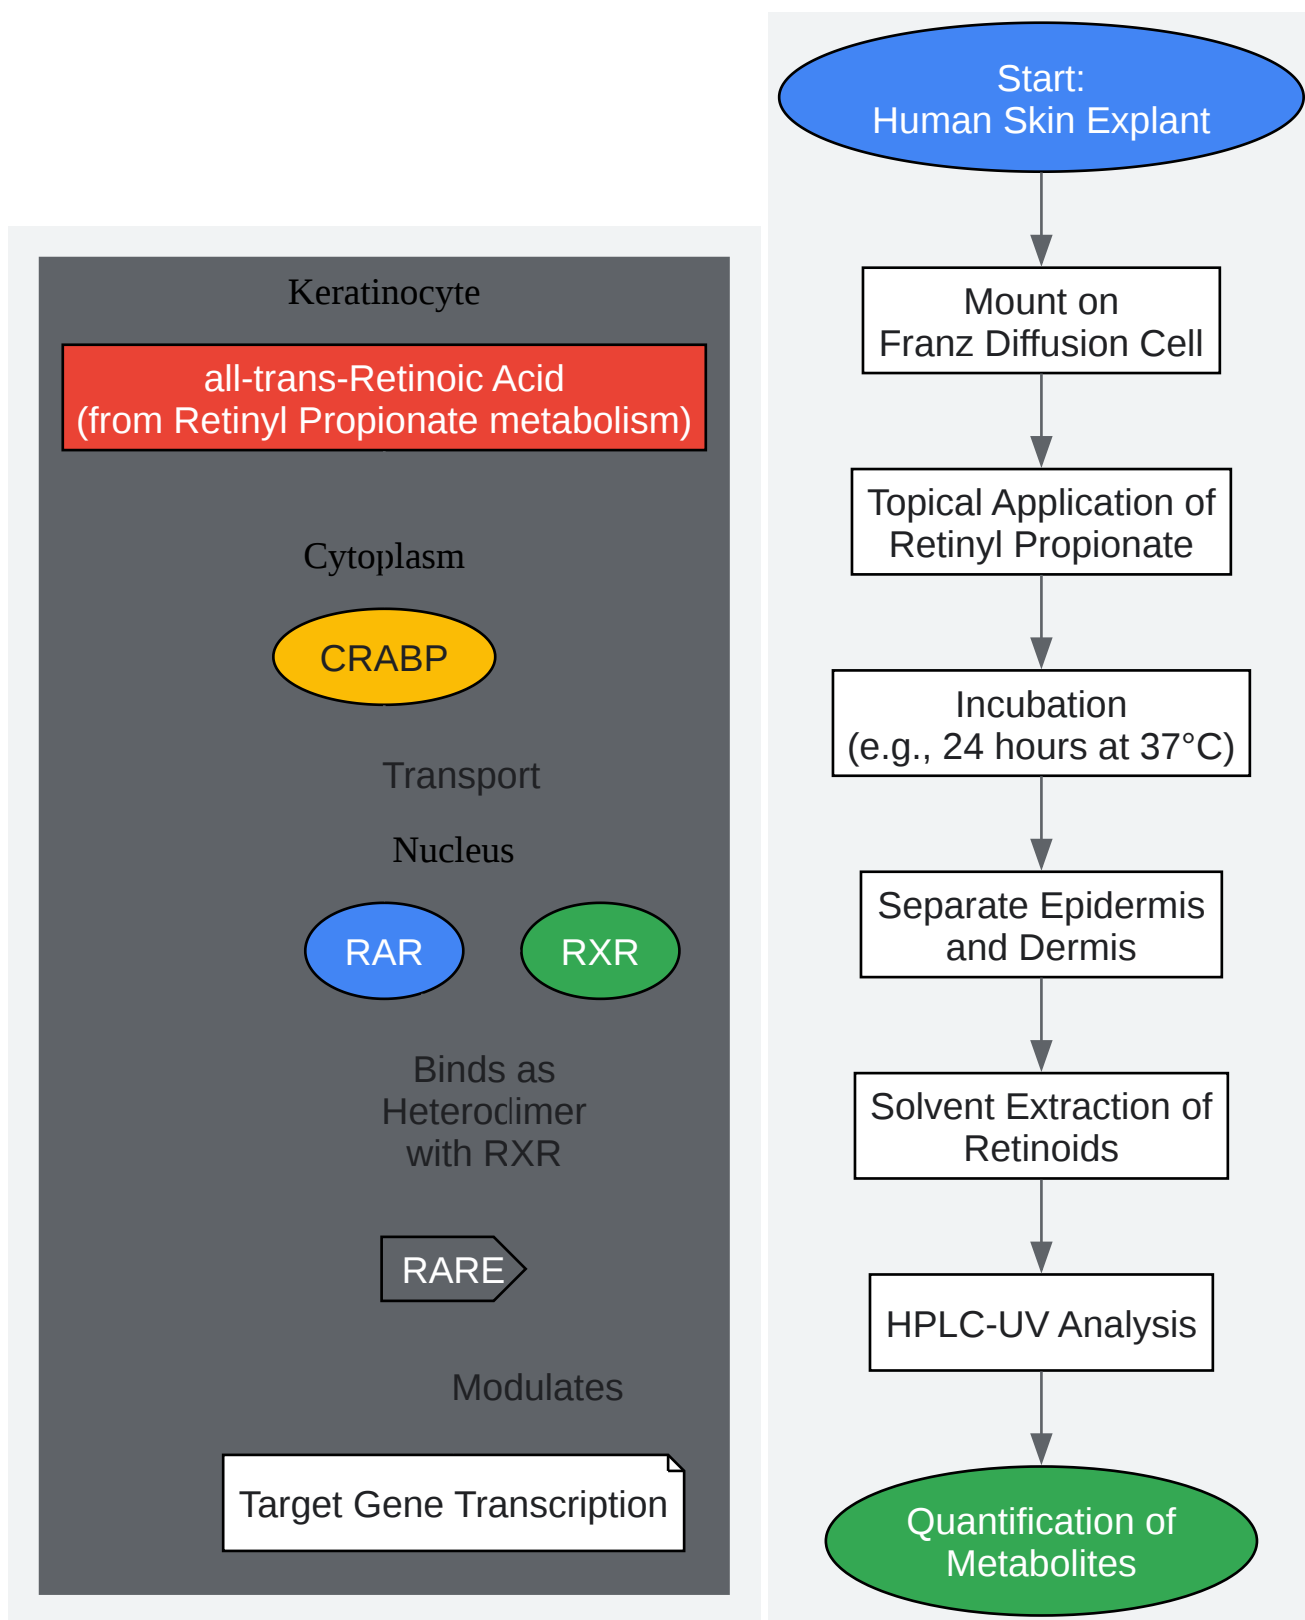 Keratinocyte
all-trans-Retinoic Acid
(from Retinyl Propionate metabolism)
Cytoplasm
CRABP
Transport
Nucleus
RAR
RXR
Binds as
Heterodimer
with RXR
RARE
Modulates
Target Gene Transcription
Start:
Human Skin Explant
Mount on
Franz Diffusion Cell
Topical Application of
Retinyl Propionate
Incubation
(e.g., 24 hours at 37°C)
Separate Epidermis
and Dermis
Solvent Extraction of
Retinoids
HPLC-UV Analysis
Quantification of
Metabolites